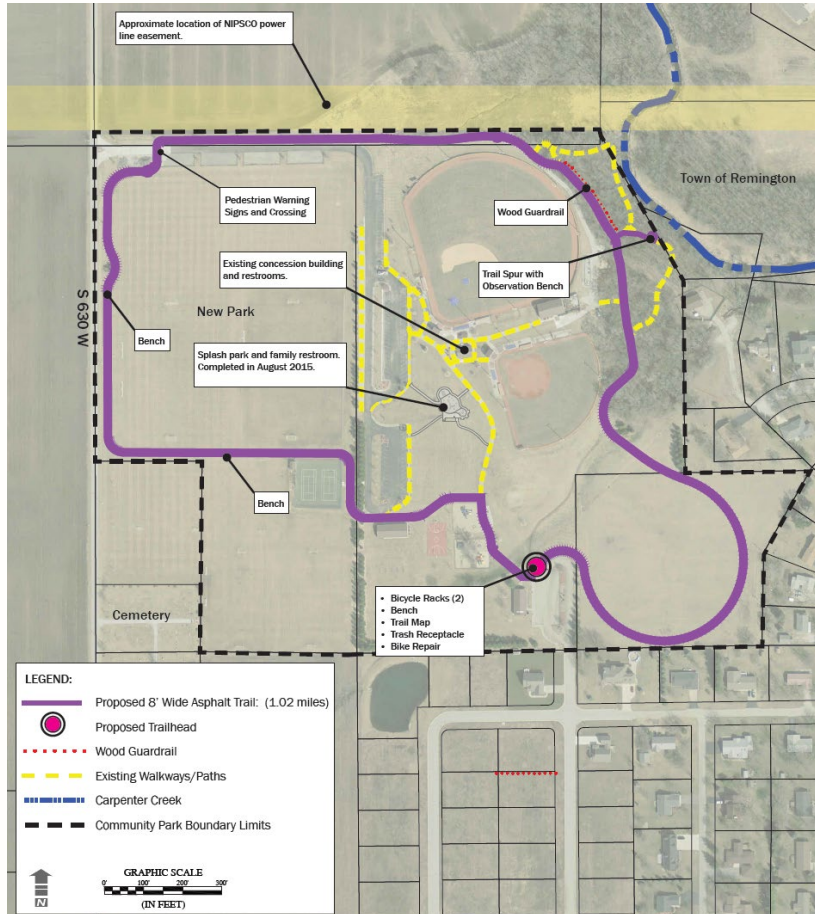 Approximate location of NIPSCO power
line easement.
Town of Remington
Pedestrian Warning
Signs and Crossing
Wood Guardrail
Existing concession building
and restrooms.
Trail Spur with
Observation Bench
S 630 W
New Park
Bench
Splash park and family restroom.
Completed in August 2015.
Bench
• Bicycle Racks (2)
• Bench
• Trail Map
• Trash Receptacle
• Bike Repair
Cemetery
LEGEND:
Proposed 8' Wide Asphalt Trail: (1.02 miles)
Proposed Trailhead
Wood Guardrail
Existing Walkways/Paths
Carpenter Creek
Community Park Boundary Limits
N
GRAPHIC SCALE
0' 100' 200' 300'
(IN FEET)